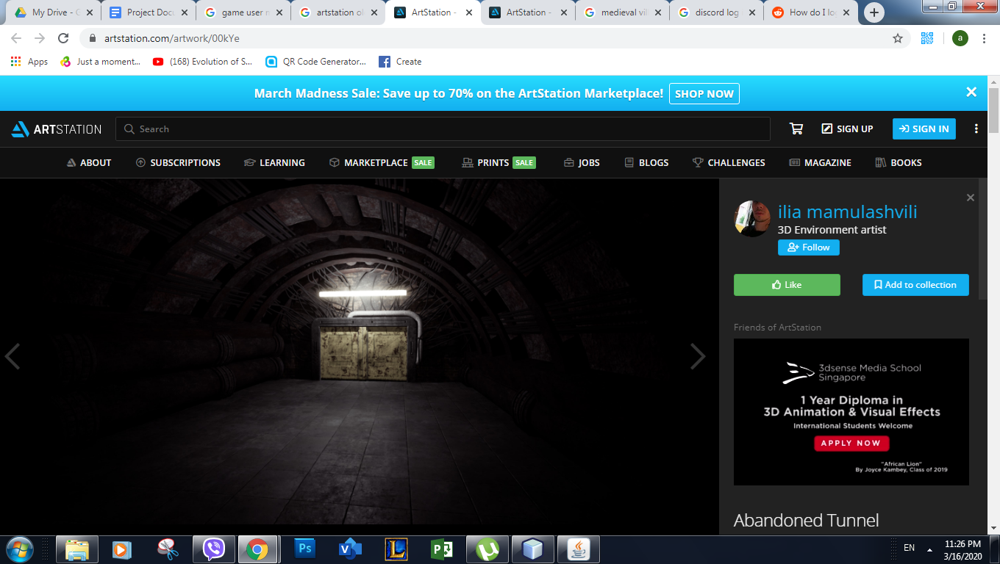 My Drive - G
Project Docu
game user m
artstation ol
ArtStation -
ArtStation -
medieval vil
discord log
How do I lo
artstation.com/artwork/00kYe
a
Apps
Just a moment...
(168) Evolution of S...
QR Code Generator...
Create
March Madness Sale: Save up to 70% on the ArtStation Marketplace!
SHOP NOW
ARTSTATION
Search
SIGN UP
SIGN IN
ABOUT
SUBSCRIPTIONS
LEARNING
MARKETPLACE SALE
PRINTS SALE
JOBS
BLOGS
CHALLENGES
MAGAZINE
BOOKS
ilia mamulashvili
3D Environment artist
Follow
Like
Add to collection
Friends of ArtStation
3dsense Media School
Singapore
1 Year Diploma in
3D Animation & Visual Effects
International Students Welcome
APPLY NOW
"African Lion"
By Joyce Kambey, Class of 2019
Abandoned Tunnel
Ps
V
L
P
EN
11:26 PM
3/16/2020